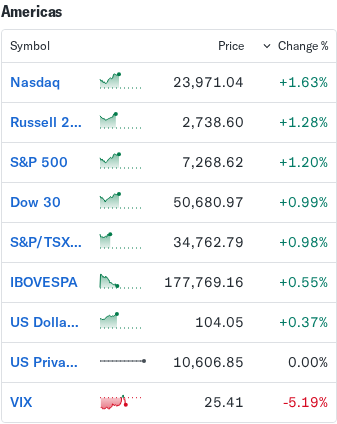 Americas
Symbol Price Change %
Nasdaq 23,971.04 +1.63%
Russell 2... 2,738.60 +1.28%
S&P 500 7,268.62 +1.20%
Dow 30 50,680.97 +0.99%
S&P/TSX... 34,762.79 +0.98%
IBOVESPA 177,769.16 +0.55%
US Dolla... 104.05 +0.37%
US Priva... 10,606.85 0.00%
VIX 25.41 -5.19%